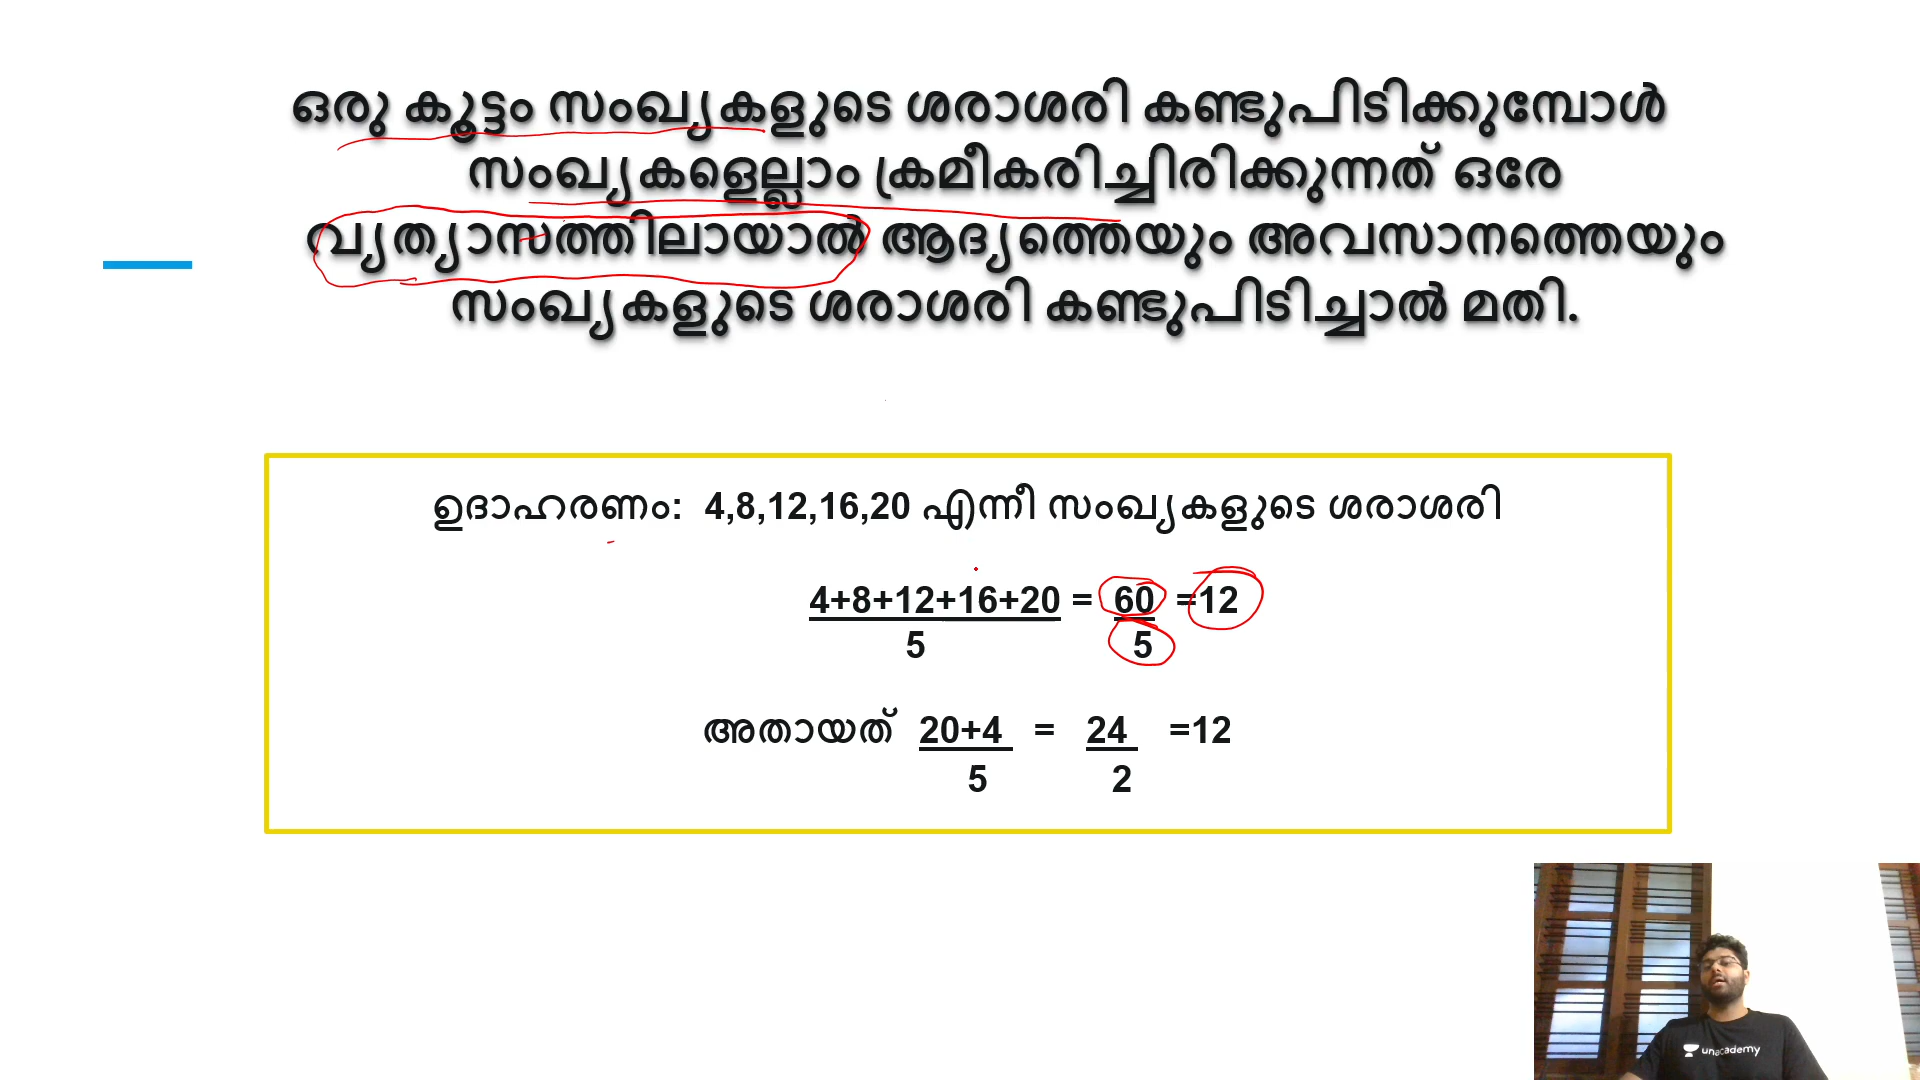 ഒരു കൂട്ടം സംഖ്യകളുടെ ശരാശരി കണ്ടുപിടിക്കുമ്പോൾ
സംഖ്യകളെല്ലാം ക്രമീകരിച്ചിരിക്കുന്നത് ഒരേ
വ്യത്യാസത്തിലായാൽ ആദ്യത്തെയും അവസാനത്തെയും
സംഖ്യകളുടെ ശരാശരി കണ്ടുപിടിച്ചാൽ മതി.
ഉദാഹരണം: 4,8,12,16,20 എന്നീ സംഖ്യകളുടെ ശരാശരി
4+8+12+16+20 = 60 =12
5 5
അതായത് 20+4 = 24 =12
5 2
unacademy